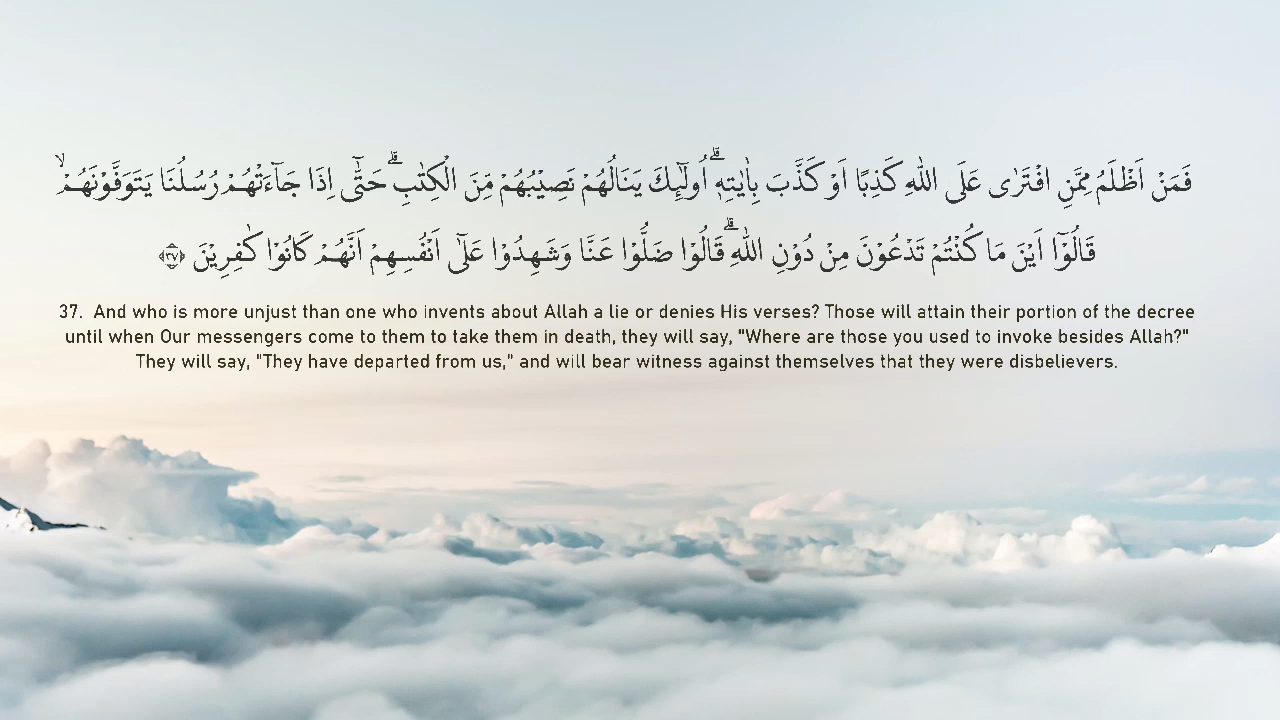 فَمَنْ اَظْلَمُ مِمَّنِ افْتَرٰى عَلَى اللّٰهِ كَذِبًا اَوْ كَذَّبَ بِاٰيٰتِهٖۗ اُولٰۤىِٕكَ يَنَالُهُمْ نَصِيْبُهُمْ مِّنَ الْكِتٰبِۗ حَتّٰٓى اِذَا جَاۤءَتْهُمْ رُسُلُنَا يَتَوَفَّوْنَهُمْۙ
قَالُوْٓا اَيْنَ مَا كُنْتُمْ تَدْعُوْنَ مِنْ دُوْنِ اللّٰهِۗ قَالُوْا ضَلُّوْا عَنَّا وَشَهِدُوْا عَلٰٓى اَنْفُسِهِمْ اَنَّهُمْ كَانُوْا كٰفِرِيْنَ ﴿٣٧﴾
37. And who is more unjust than one who invents about Allah a lie or denies His verses? Those will attain their portion of the decree
until when Our messengers come to them to take them in death, they will say, "Where are those you used to invoke besides Allah?"
They will say, "They have departed from us," and will bear witness against themselves that they were disbelievers.